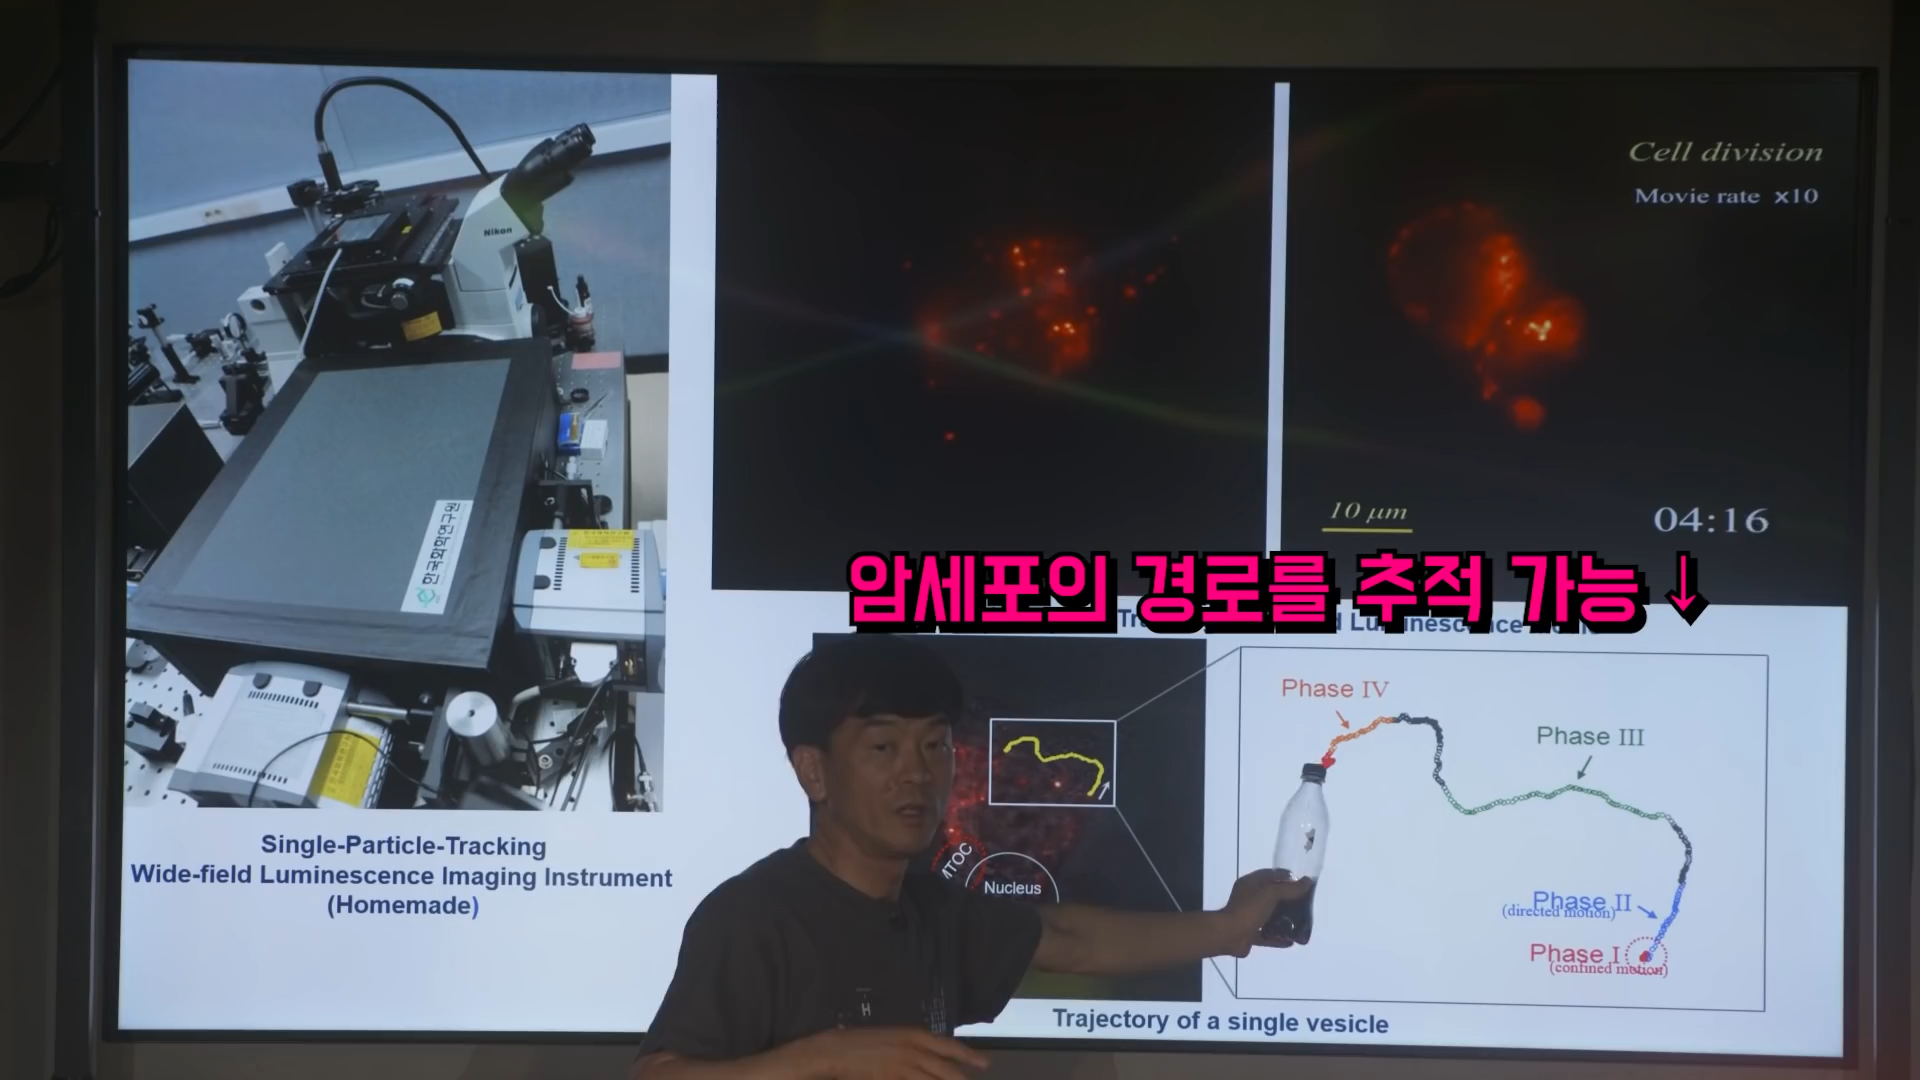 Nikon
한국화학연구원
Single-Particle-Tracking
Wide-field Luminescence Imaging Instrument
(Homemade)
Cell division
Movie rate x10
10 μm
04:16
암세포의 경로를 추적 가능 ↓
Luminescence
MTOC
Nucleus
Phase IV
Phase III
Phase II
(directed motion)
Phase I
(confined motion)
Trajectory of a single vesicle
H